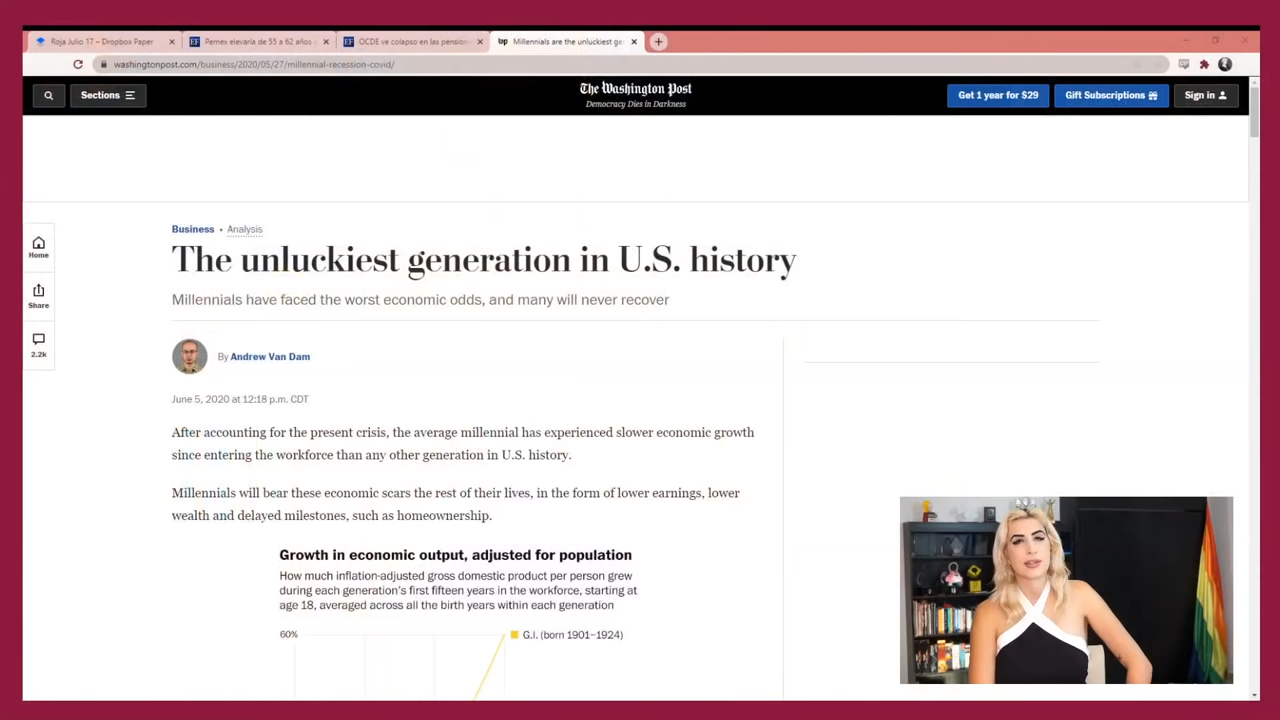 Roja Julio 17 – Dropbox Paper
Pemex elevaría de 55 a 62 años
OCDE ve colapso en las pension
Millennials are the unluckiest ge
washingtonpost.com/business/2020/05/27/millennial-recession-covid/
Sections
The Washington Post
Democracy Dies in Darkness
Get 1 year for $29
Gift Subscriptions
Sign in
Home
Share
2.2k
Business • Analysis
The unluckiest generation in U.S. history
Millennials have faced the worst economic odds, and many will never recover
By Andrew Van Dam
June 5, 2020 at 12:18 p.m. CDT
After accounting for the present crisis, the average millennial has experienced slower economic growth
since entering the workforce than any other generation in U.S. history.
Millennials will bear these economic scars the rest of their lives, in the form of lower earnings, lower
wealth and delayed milestones, such as homeownership.
Growth in economic output, adjusted for population
How much inflation-adjusted gross domestic product per person grew
during each generation's first fifteen years in the workforce, starting at
age 18, averaged across all the birth years within each generation
60%
G.I. (born 1901–1924)